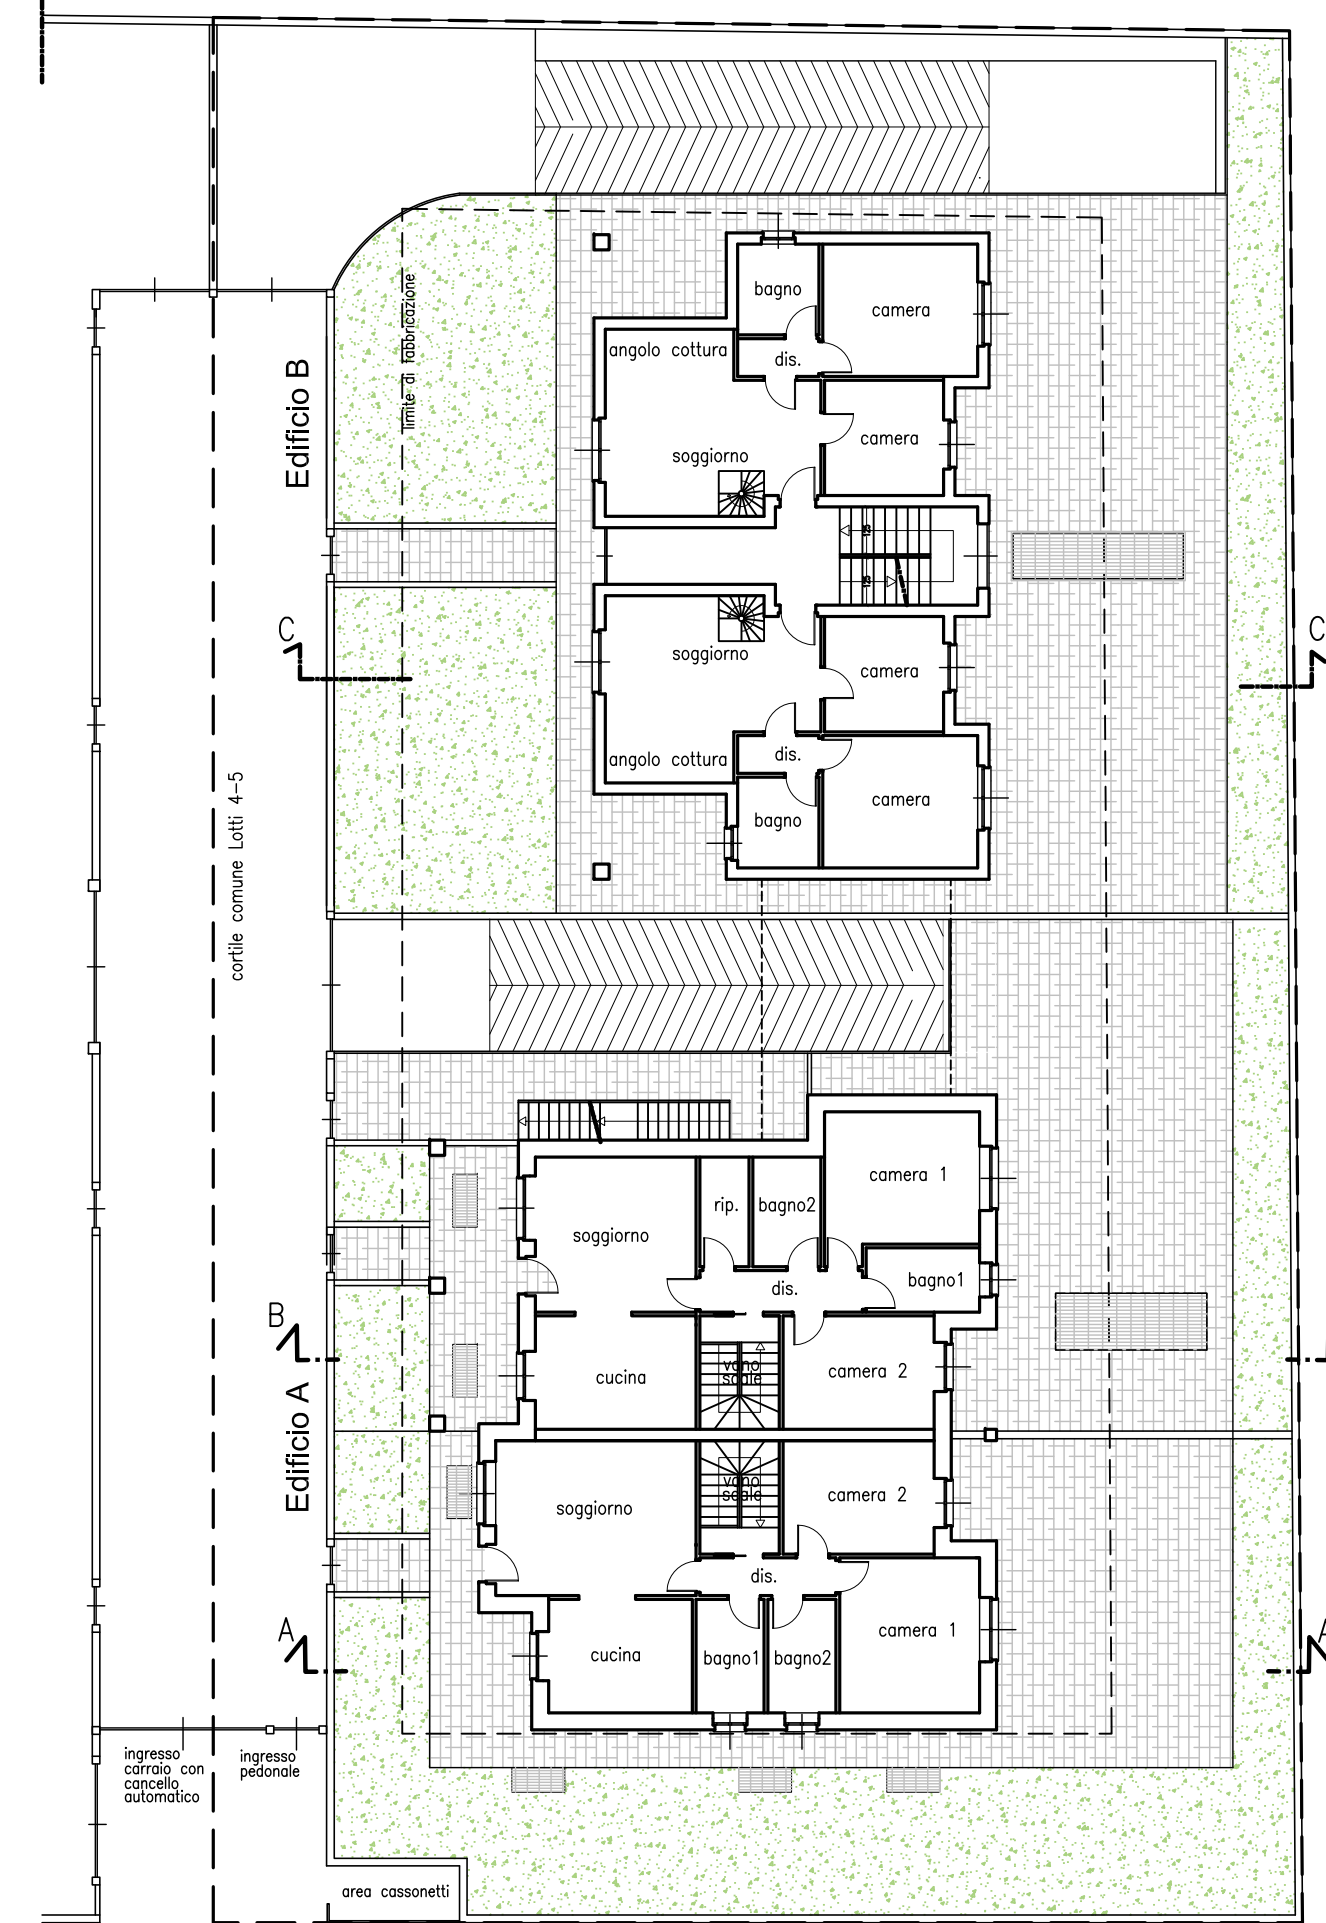 bagno
camera
angolo cottura
dis.
limite di fabbricazione
Edificio B
camera
soggiorno
125
125
C
C
soggiorno
camera
angolo cottura
dis.
camera
bagno
cortile comune Lotti 4-5
camera 1
rip.
bagno2
soggiorno
dis.
bagno1
B
cucina
vano
scale
camera 2
Edificio A
soggiorno
vano
scale
camera 2
dis.
A
A
cucina
bagno1
bagno2
camera 1
ingresso
carraio con
cancello
automatico
ingresso
pedonale
area cassonetti